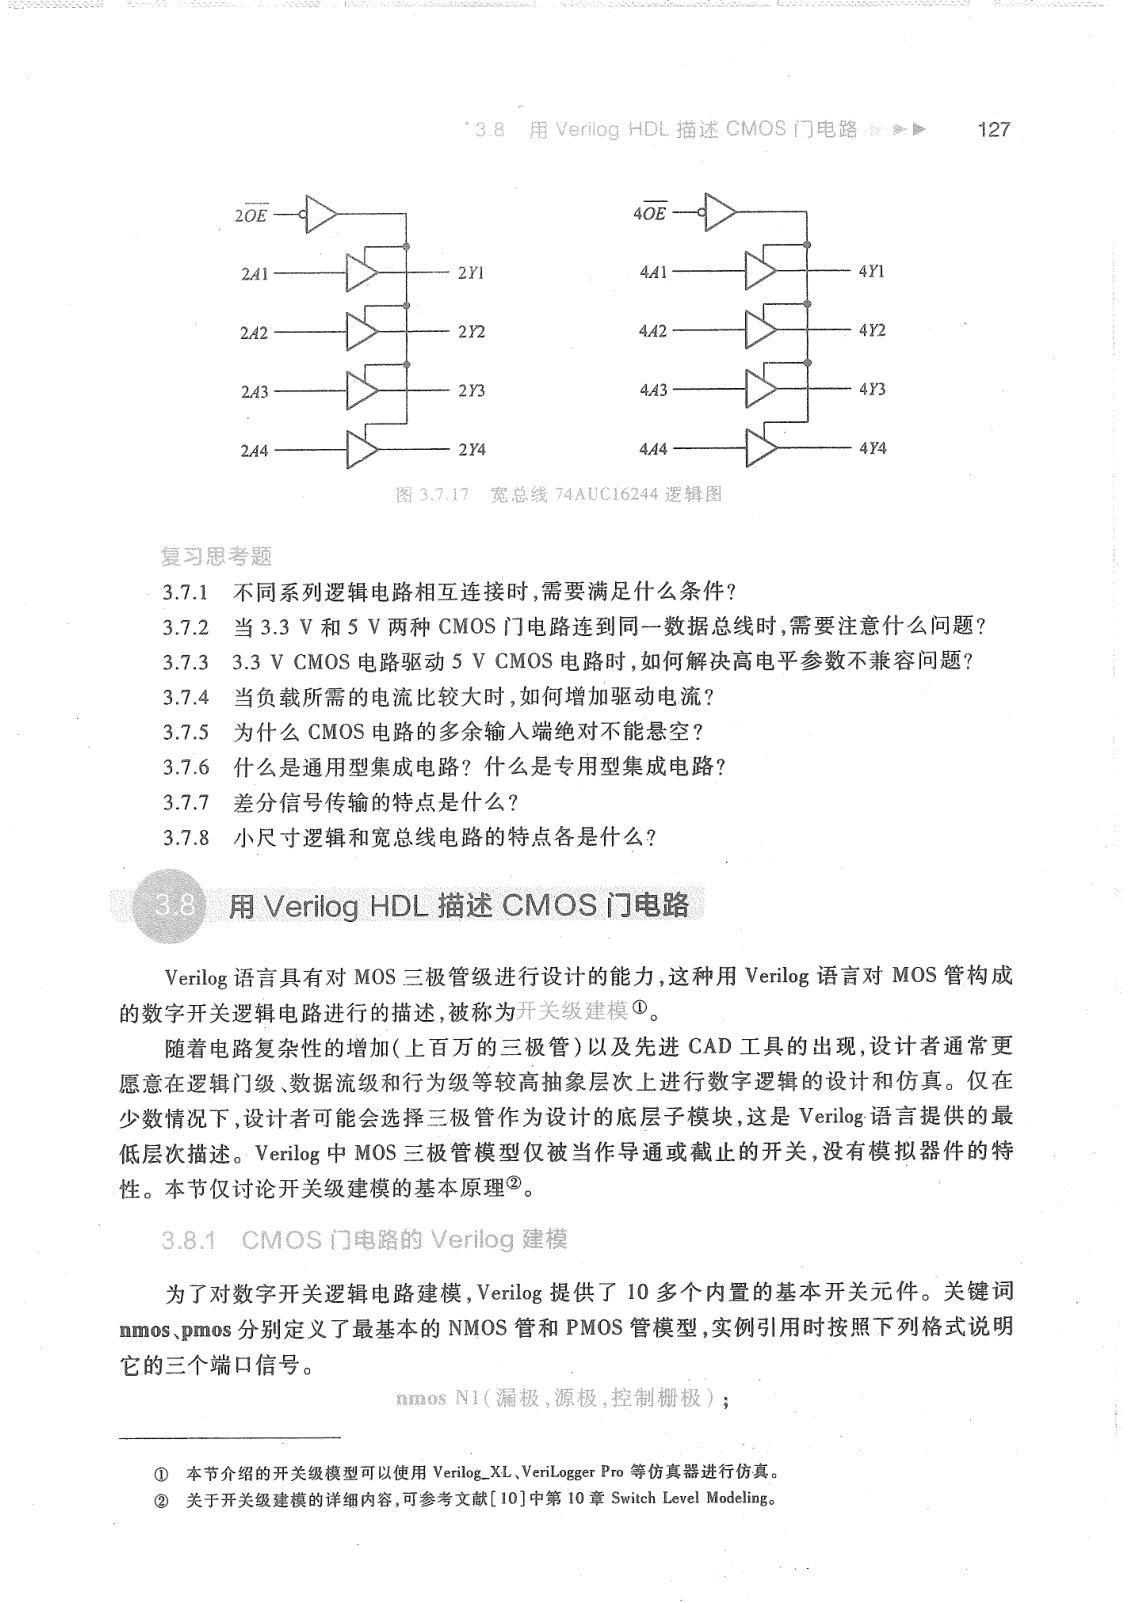 *3.8 用 Verilog HDL 描述 CMOS 门电路 127
2OE
2A1 2Y1
2A2 2Y2
2A3 2Y3
2A4 2Y4
4OE
4A1 4Y1
4A2 4Y2
4A3 4Y3
4A4 4Y4
图 3.7.17 宽总线 74AUC16244 逻辑图
复习思考题
3.7.1 不同系列逻辑电路相互连接时,需要满足什么条件?
3.7.2 当 3.3 V 和 5 V 两种 CMOS 门电路连到同一数据总线时,需要注意什么问题?
3.7.3 3.3 V CMOS 电路驱动 5 V CMOS 电路时,如何解决高电平参数不兼容问题?
3.7.4 当负载所需的电流比较大时,如何增加驱动电流?
3.7.5 为什么 CMOS 电路的多余输入端绝对不能悬空?
3.7.6 什么是通用型集成电路? 什么是专用型集成电路?
3.7.7 差分信号传输的特点是什么?
3.7.8 小尺寸逻辑和宽总线电路的特点各是什么?
3.8 用 Verilog HDL 描述 CMOS 门电路
Verilog 语言具有对 MOS 三极管级进行设计的能力,这种用 Verilog 语言对 MOS 管构成
的数字开关逻辑电路进行的描述,被称为开关级建模①。
随着电路复杂性的增加(上百万的三极管)以及先进 CAD 工具的出现,设计者通常更
愿意在逻辑门级、数据流级和行为级等较高抽象层次上进行数字逻辑的设计和仿真。仅在
少数情况下,设计者可能会选择三极管作为设计的底层子模块,这是 Verilog 语言提供的最
低层次描述。Verilog 中 MOS 三极管模型仅被当作导通或截止的开关,没有模拟器件的特
性。本节仅讨论开关级建模的基本原理②。
3.8.1 CMOS 门电路的 Verilog 建模
为了对数字开关逻辑电路建模,Verilog 提供了 10 多个内置的基本开关元件。关键词
nmos、pmos 分别定义了最基本的 NMOS 管和 PMOS 管模型,实例引用时按照下列格式说明
它的三个端口信号。
nmos N1(漏极,源极,控制栅极);
① 本节介绍的开关级模型可以使用 Verilog_XL、VeriLogger Pro 等仿真器进行仿真。
② 关于开关级建模的详细内容,可参考文献[10]中第 10 章 Switch Level Modeling。